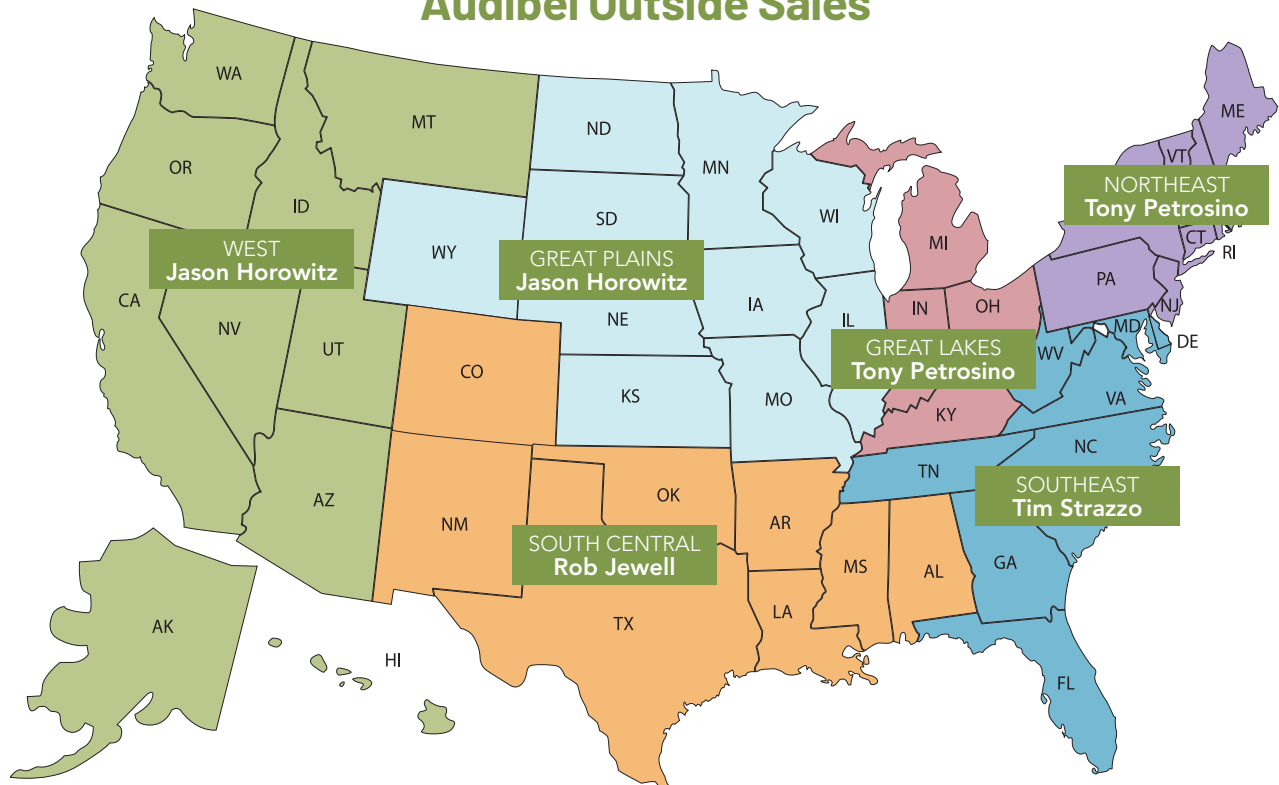 Audibel Outside Sales
WA
MT
ND
MN
ME
VT
OR
ID
SD
WI
MI
NORTHEAST
Tony Petrosino
CT
RI
WEST
Jason Horowitz
WY
GREAT PLAINS
Jason Horowitz
PA
NJ
CA
NV
UT
NE
IA
IL
IN
OH
MD
DE
GREAT LAKES
Tony Petrosino
WV
CO
KS
MO
KY
VA
NC
TN
SOUTHEAST
Tim Strazzo
AZ
NM
OK
AR
SOUTH CENTRAL
Rob Jewell
MS
AL
GA
TX
LA
AK
HI
FL